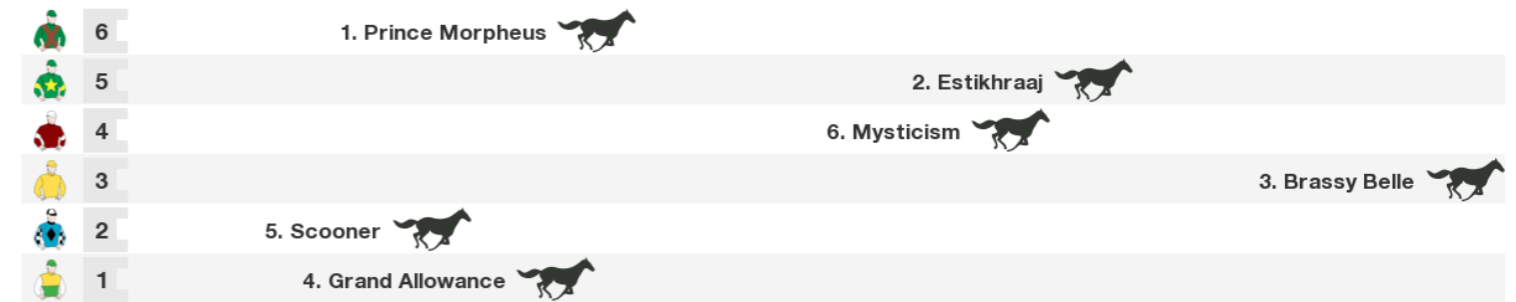 6 1. Prince Morpheus
5 2. Estikhraaj
4 6. Mysticism
3 3. Brassy Belle
2 5. Scooner
1 4. Grand Allowance